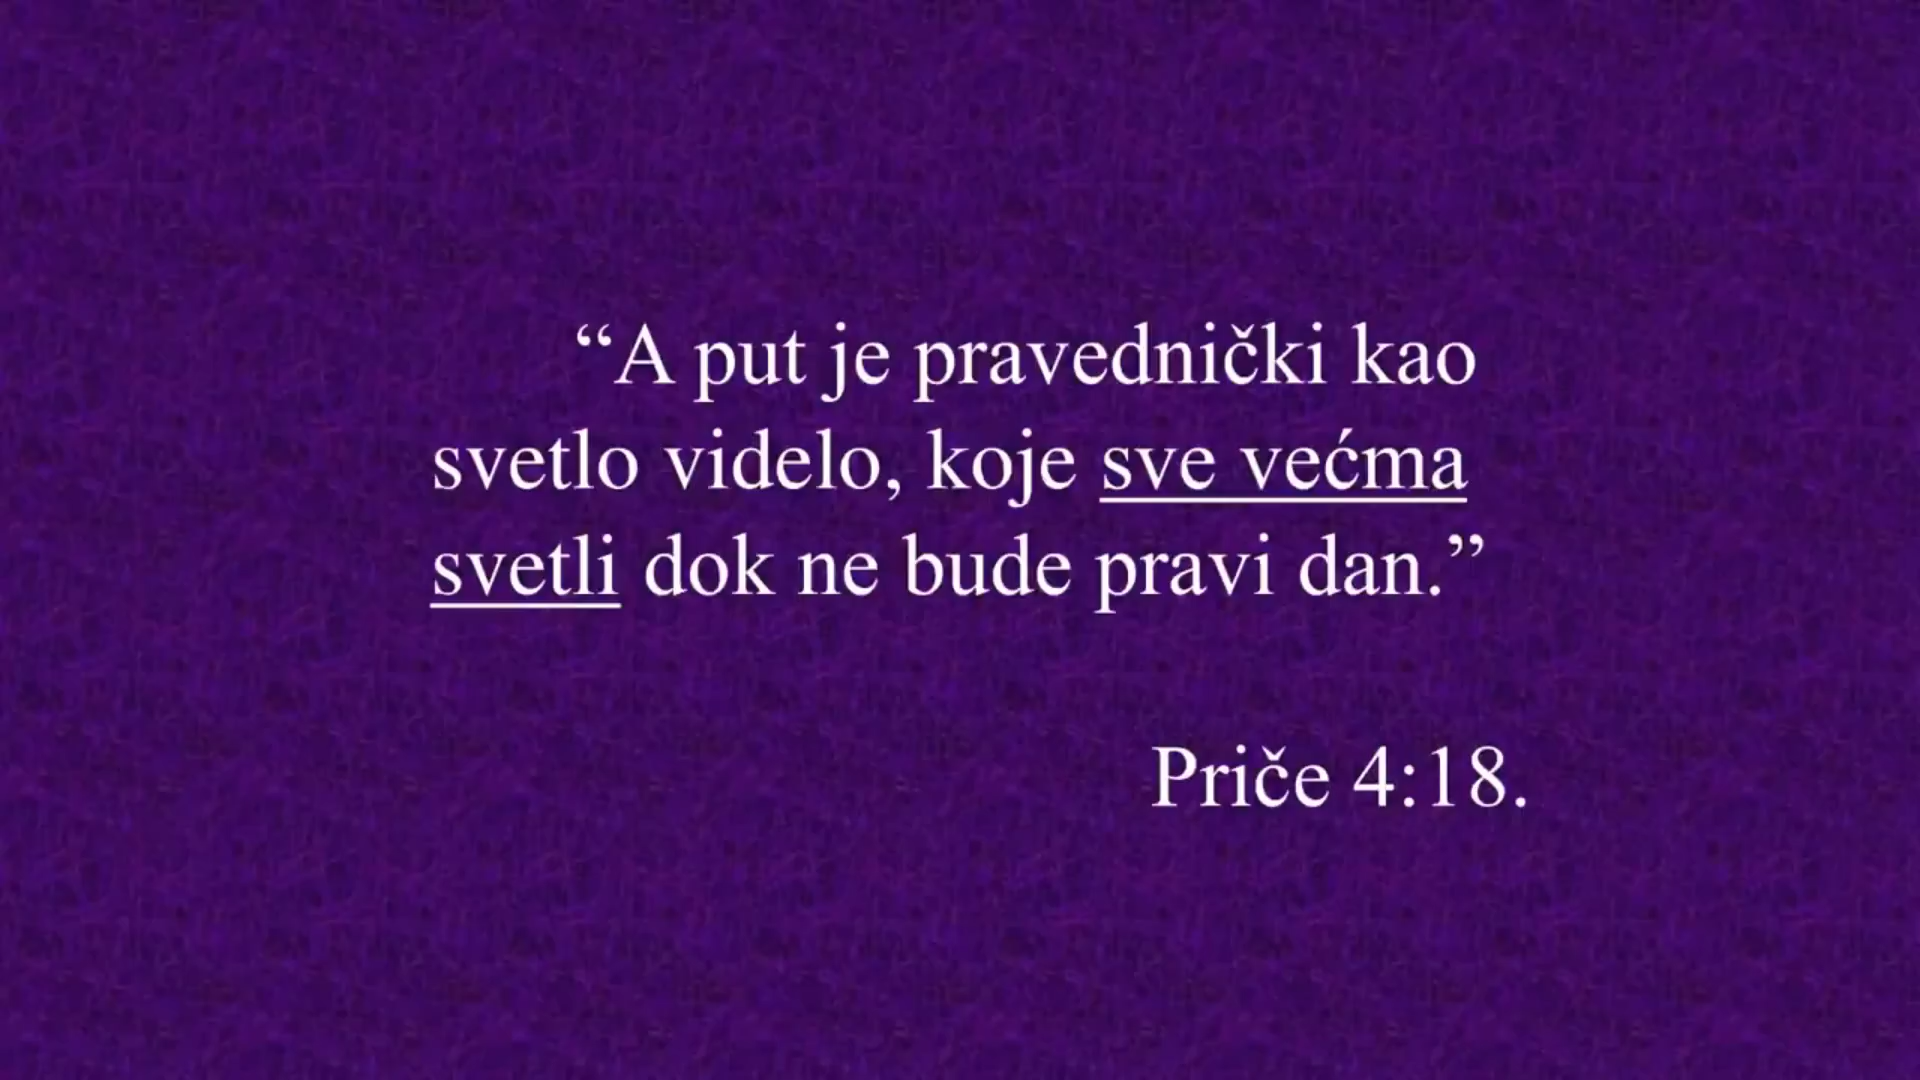 “A put je pravednički kao
svetlo videlo, koje sve većma
svetli dok ne bude pravi dan.”
Priče 4:18.